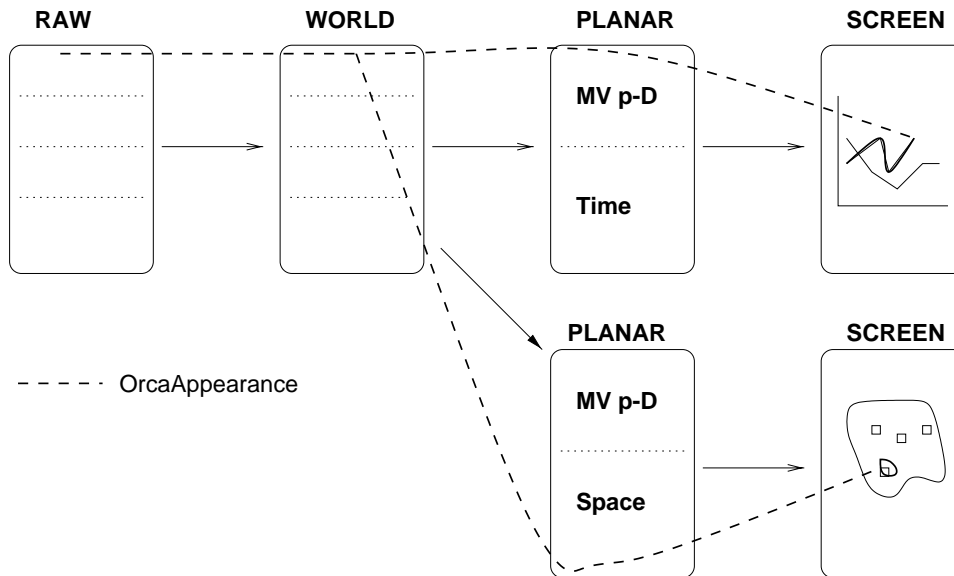 RAW WORLD PLANAR SCREEN
MV p-D
Time
PLANAR SCREEN
OrcaAppearance
MV p-D
Space